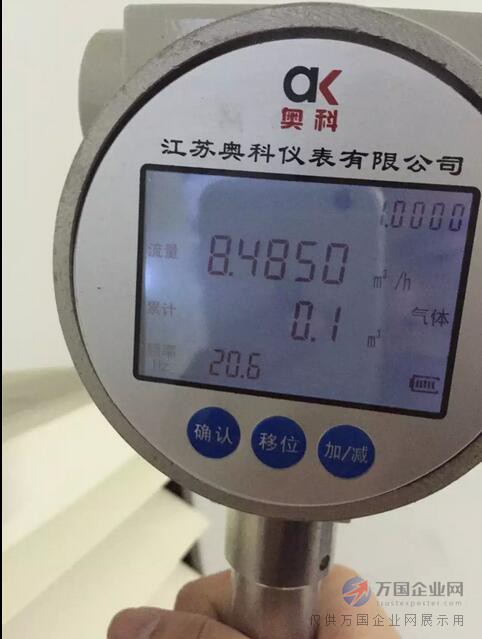 ak
奥科
江苏奥科仪表有限公司
1.0000
流量 8.4850 m³/h
累计 0.1 m³ 气体
频率 Hz 20.6
确认 移位 加/减
万国企业网
trustexporter.com
仅供万国企业网展示用